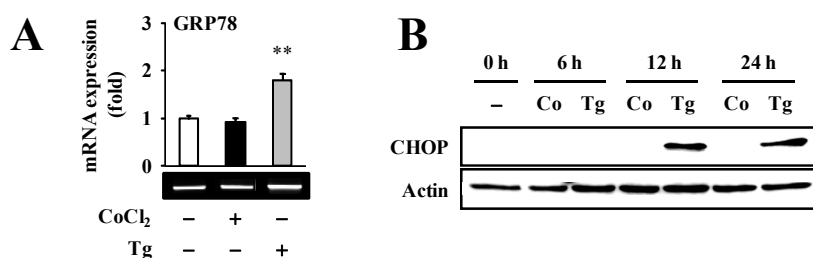 A
GRP78
**
3
2
1
0
mRNA expression
(fold)
CoCl2 – + –
Tg – – +
B
0 h 6 h 12 h 24 h
– Co Tg Co Tg Co Tg
CHOP
Actin